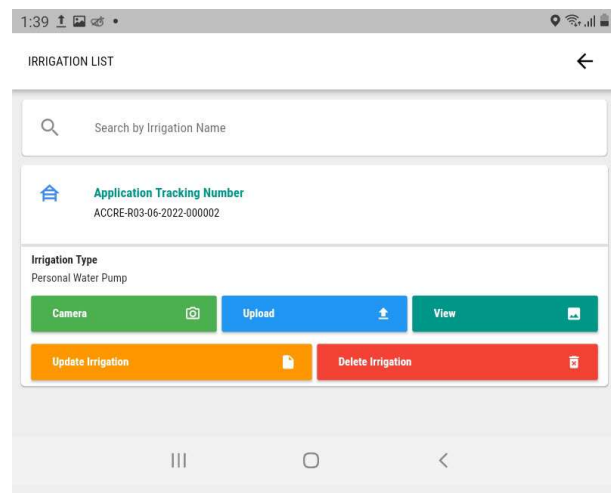 1:39
IRRIGATION LIST
Search by Irrigation Name
Application Tracking Number
ACCRE-R03-06-2022-000002
Irrigation Type
Personal Water Pump
Camera Upload View
Update Irrigation Delete Irrigation